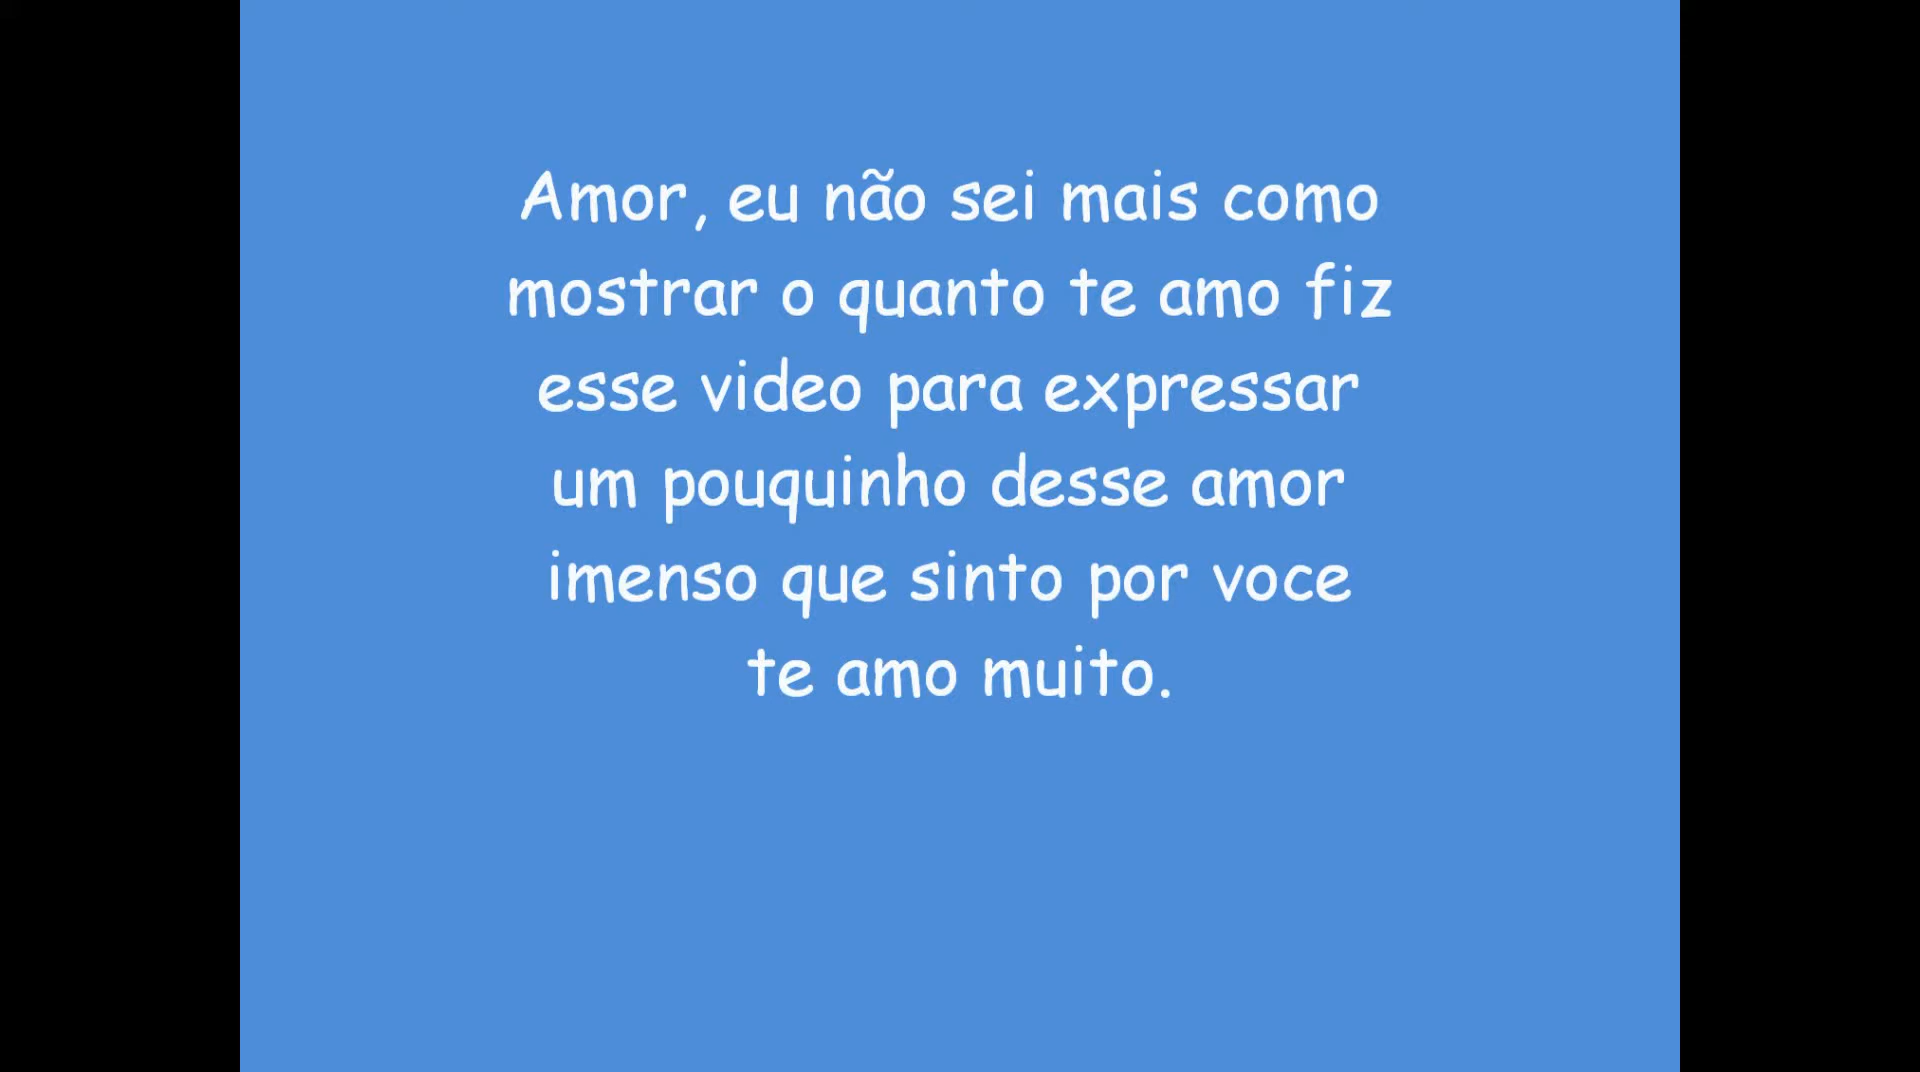 Amor, eu não sei mais como
mostrar o quanto te amo fiz
esse video para expressar
um pouquinho desse amor
imenso que sinto por voce
te amo muito.